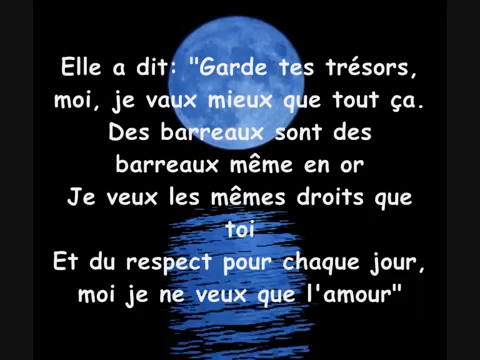 Elle a dit: "Garde tes trésors,
moi, je vaux mieux que tout ça.
Des barreaux sont des
barreaux même en or
Je veux les mêmes droits que
toi
Et du respect pour chaque jour,
moi je ne veux que l'amour"